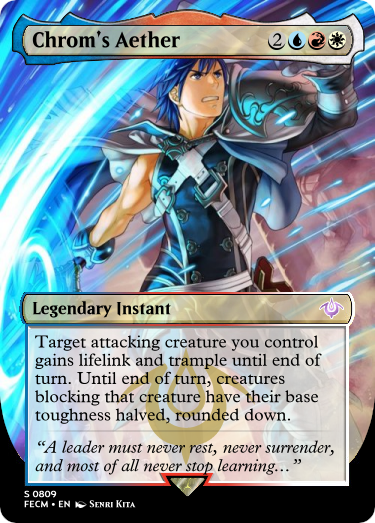 Chrom's Aether 2
Legendary Instant
Target attacking creature you control
gains lifelink and trample until end of
turn. Until end of turn, creatures
blocking that creature have their base
toughness halved, rounded down.
“A leader must never rest, never surrender,
and most of all never stop learning…”
S 0809
FECM • EN Senri Kita